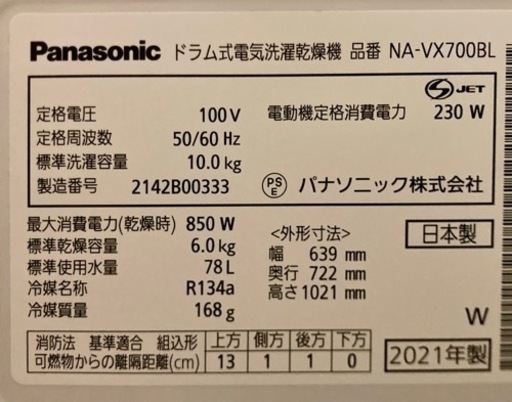 Panasonic ドラム式電気洗濯乾燥機 品番 NA-VX700BL
S JET
定格電圧 100V 電動機定格消費電力 230 W
定格周波数 50/60 Hz
標準洗濯容量 10.0kg
製造番号 2142B00333 PSE パナソニック株式会社
最大消費電力(乾燥時) 850 W
標準乾燥容量 6.0kg
標準使用水量 78L
冷媒名称 R134a
冷媒質量 168g
<外形寸法>
幅 639 mm
奥行 722 mm
高さ1021 mm
日本製
W
消防法 基準適合 組込形 上方 側方 後方 下方
可燃物からの離隔距離(cm) 13 1 1 0
2021年製